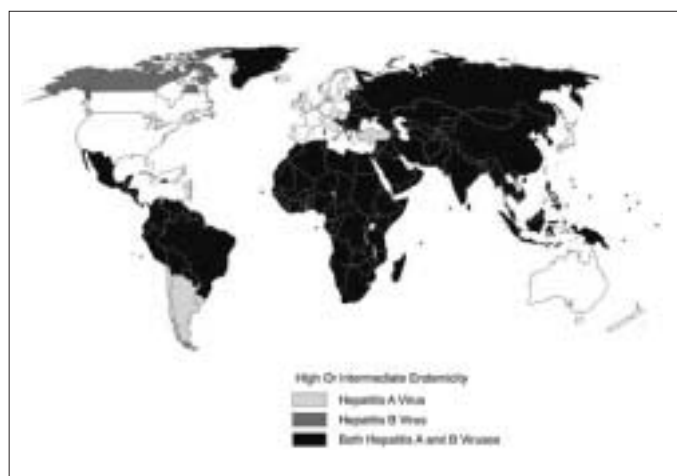 High Or Intermediate Endemicity
Hepatitis A Virus
Hepatitis B Virus
Both Hepatitis A and B Viruses